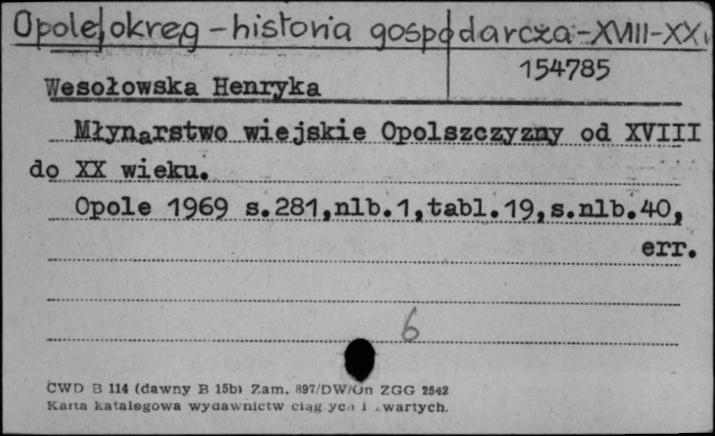 Opole, okręg - historia gospodarcza - XVIII-XX w
154785
Wesołowska Henryka
Młynarstwo wiejskie Opolszczyzny od XVIII
do XX wieku.
Opole 1969 s.281,nlb.1,tabl.19,s.nlb.40,
err.
6
CWD B 114 (dawny B 15b) Zam. 897/DW/On ZGG 2542
Karta katalogowa wydawnictw i wartych.